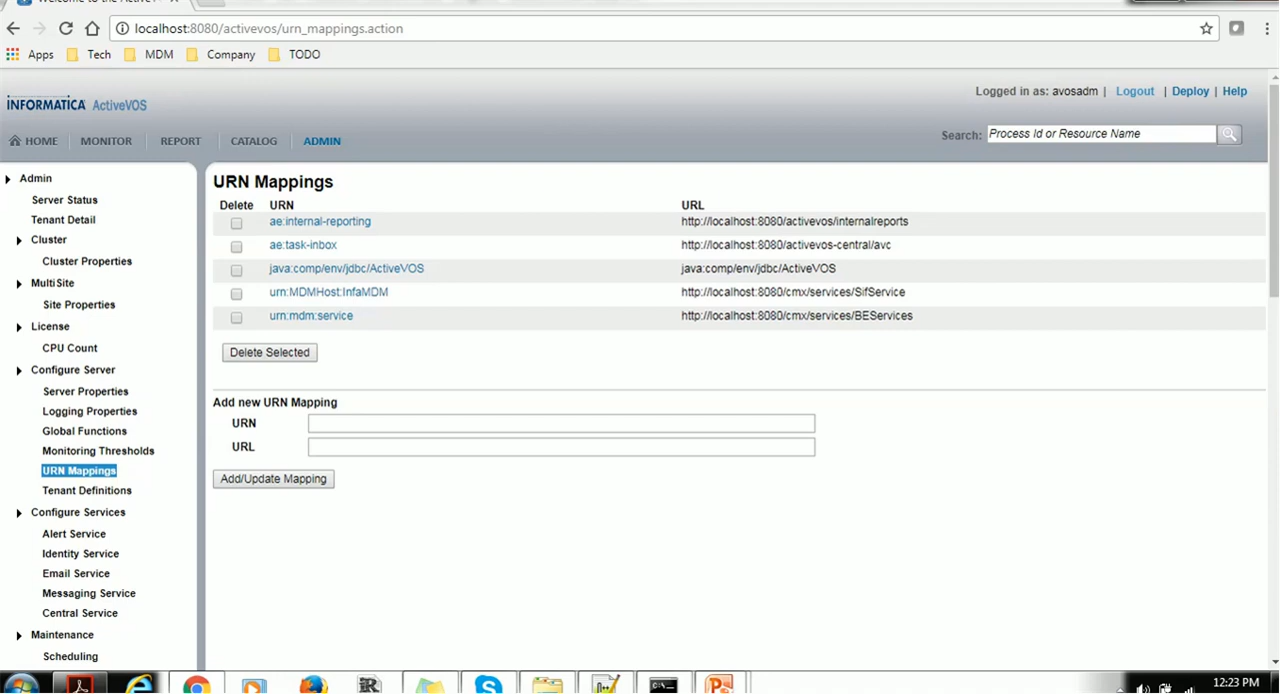 localhost:8080/activevos/urn_mappings.action
Apps Tech MDM Company TODO
Logged in as: avosadm | Logout | Deploy | Help
INFORMATICA ActiveVOS
HOME MONITOR REPORT CATALOG ADMIN
Search: Process Id or Resource Name
Admin
Server Status
Tenant Detail
Cluster
Cluster Properties
MultiSite
Site Properties
License
CPU Count
Configure Server
Server Properties
Logging Properties
Global Functions
Monitoring Thresholds
URN Mappings
Tenant Definitions
Configure Services
Alert Service
Identity Service
Email Service
Messaging Service
Central Service
Maintenance
Scheduling
URN Mappings
Delete URN URL
ae:internal-reporting http://localhost:8080/activevos/internalreports
ae:task-inbox http://localhost:8080/activevos-central/avc
java:comp/env/jdbc/ActiveVOS java:comp/env/jdbc/ActiveVOS
urn:MDMHost:InfaMDM http://localhost:8080/cmx/services/SifService
urn:mdm:service http://localhost:8080/cmx/services/BEServices
Delete Selected
Add new URN Mapping
URN
URL
Add/Update Mapping
12:23 PM